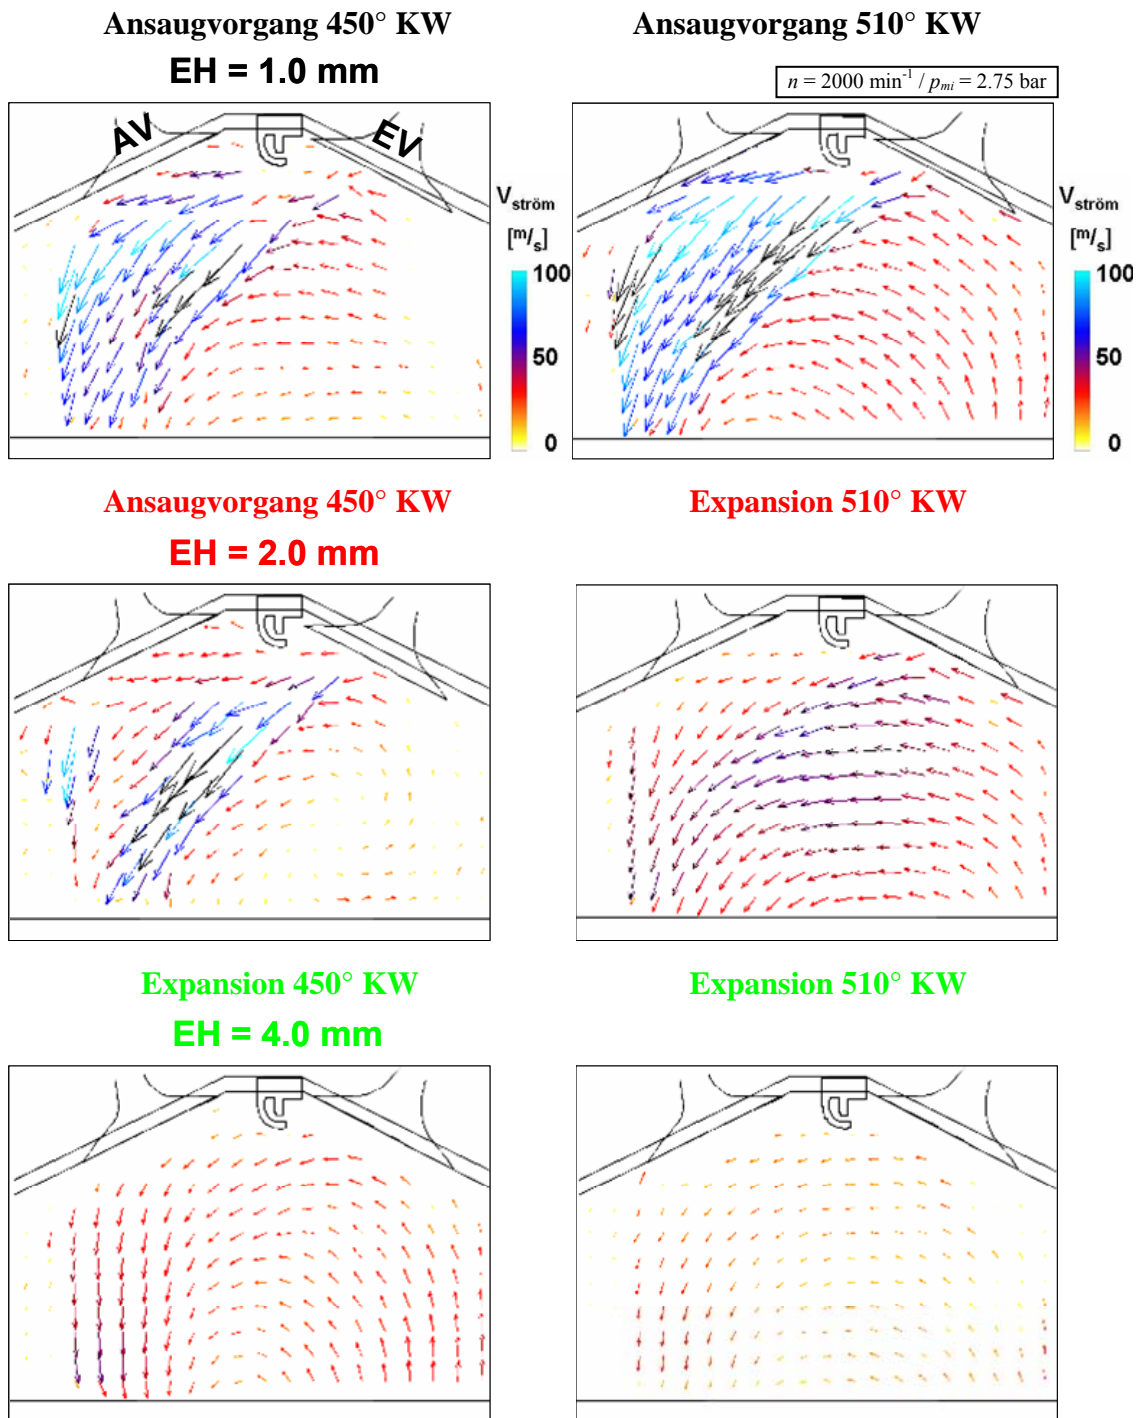 Ansaugvorgang 450° KW
Ansaugvorgang 510° KW
EH = 1.0 mm
n = 2000 min⁻¹ / pₘᵢ = 2.75 bar
AV
EV
Vström
[m/s]
100
50
0
Vström
[m/s]
100
50
0
Ansaugvorgang 450° KW
Expansion 510° KW
EH = 2.0 mm
Expansion 450° KW
Expansion 510° KW
EH = 4.0 mm